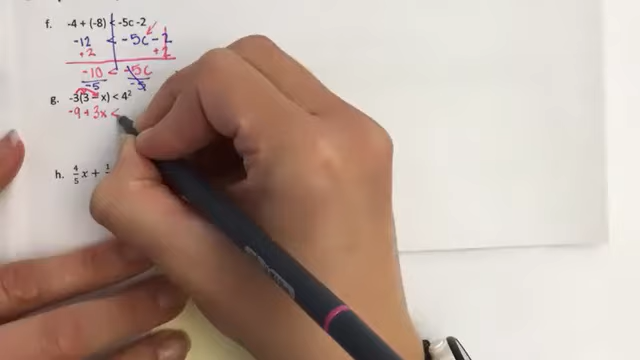 f. -4 + (-8) < -5c - 2
-12 < -5c - 2
+2 +2
-10 < -5c
-5 -5
g. -3(3 - x) < 4²
-9 + 3x <
h. 4/5 x +